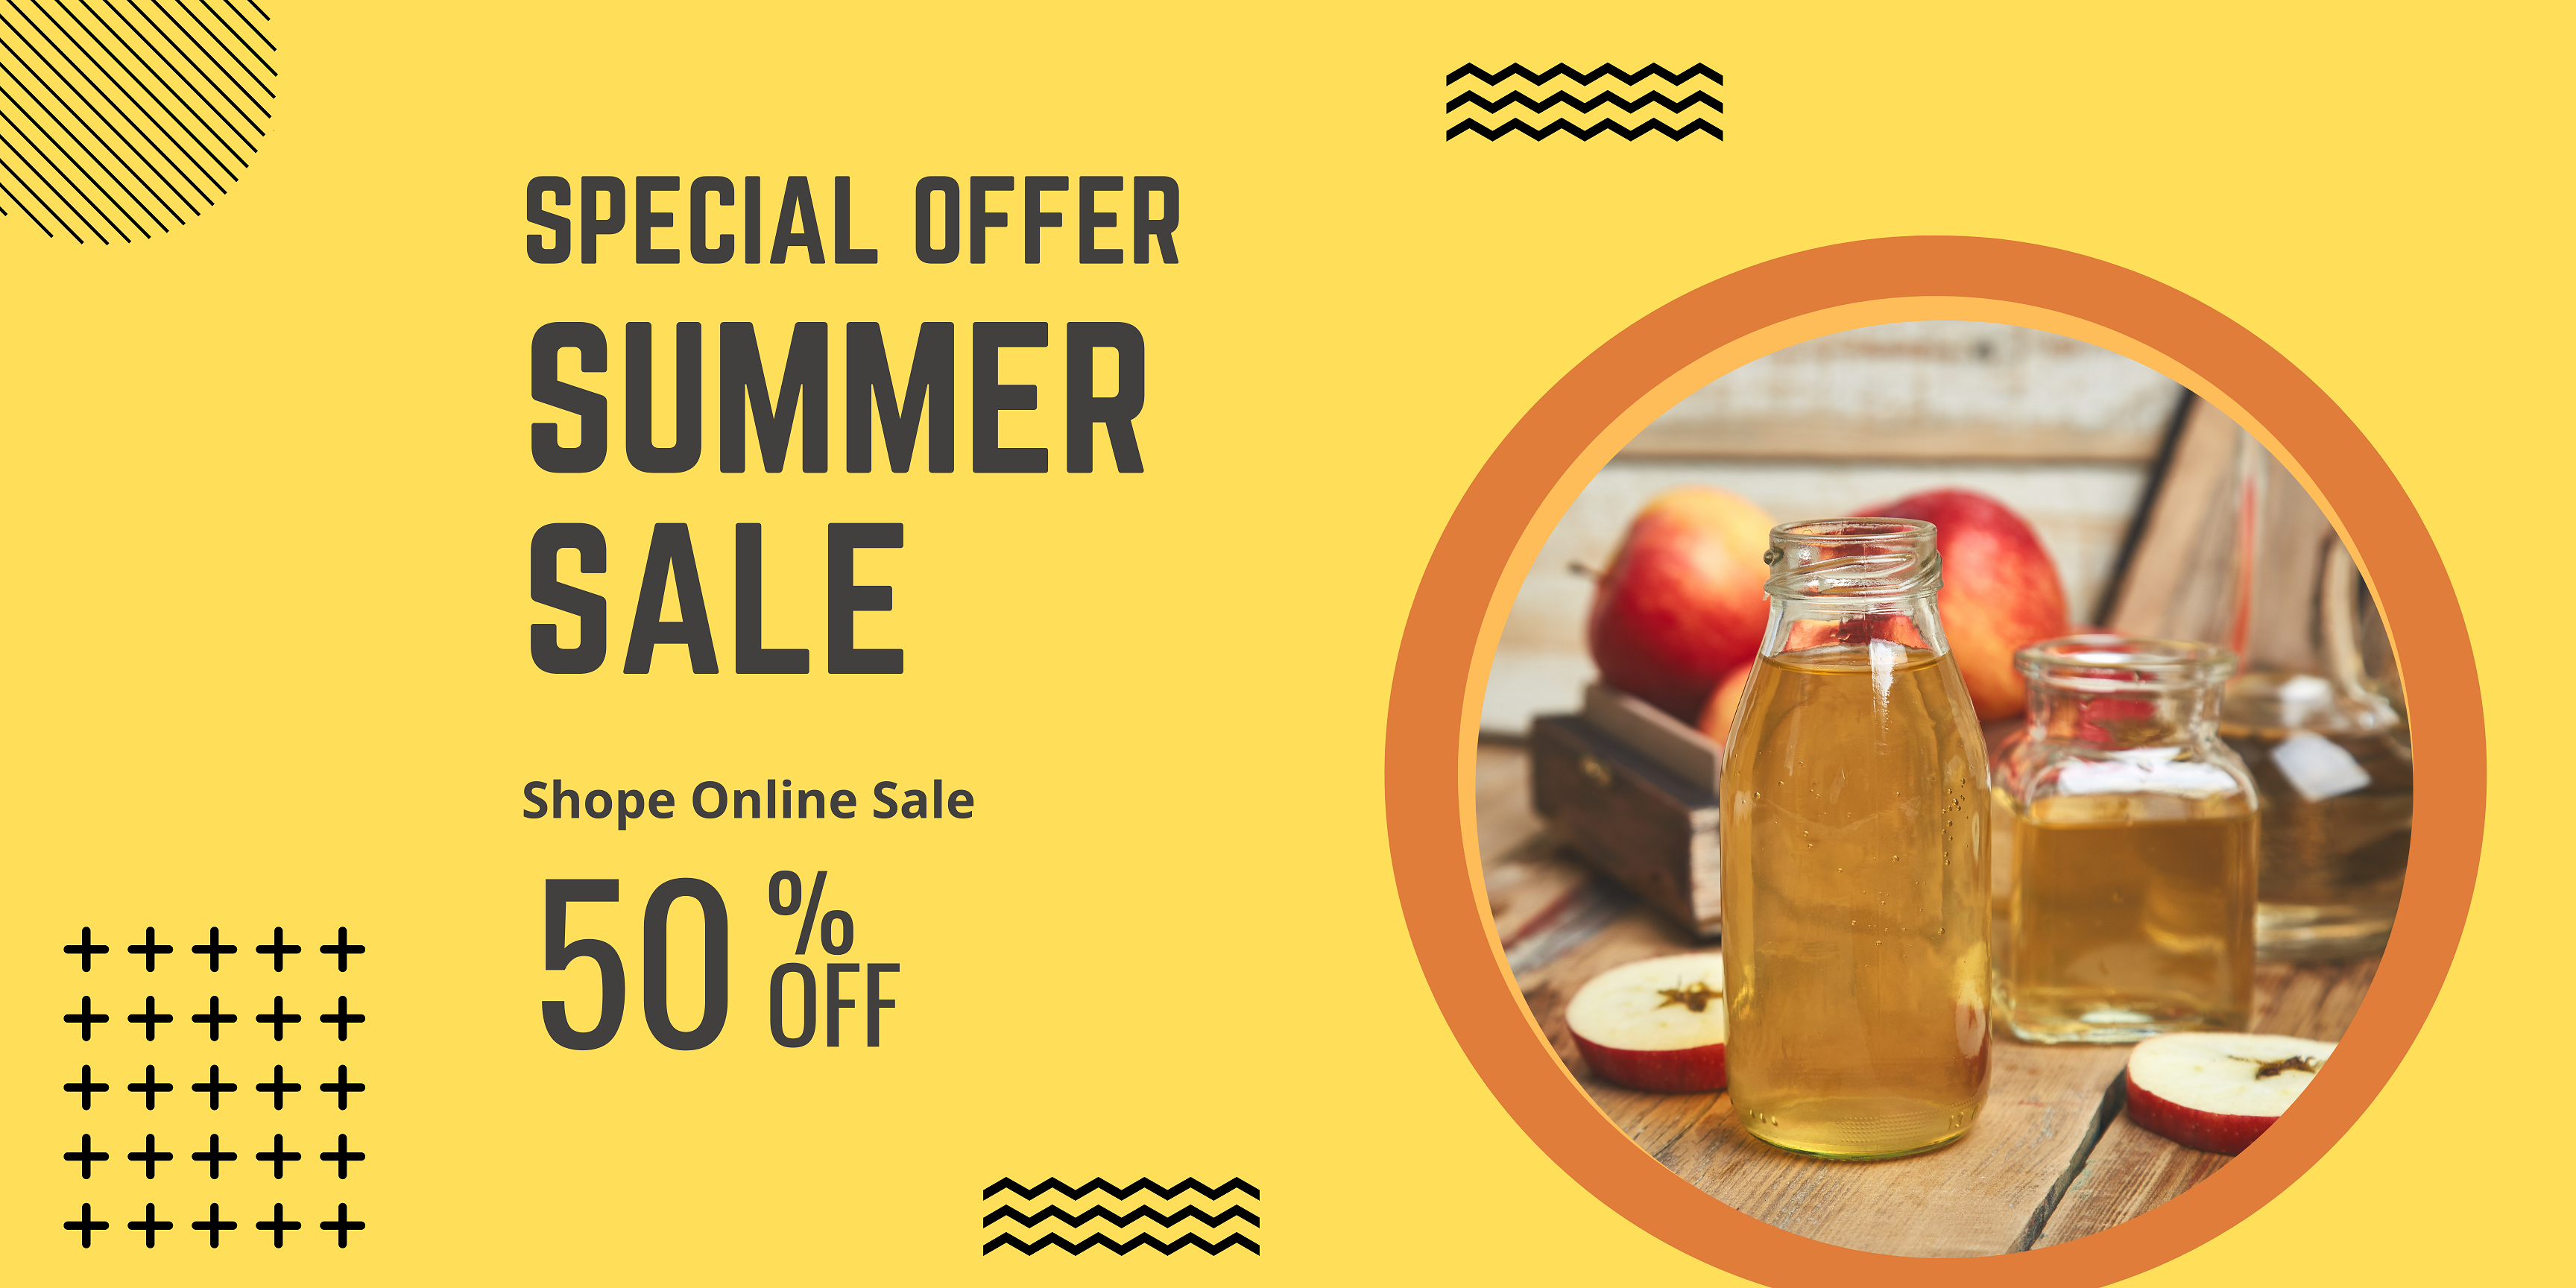 SPECIAL OFFER
SUMMER
SALE
Shope Online Sale
50 %
OFF